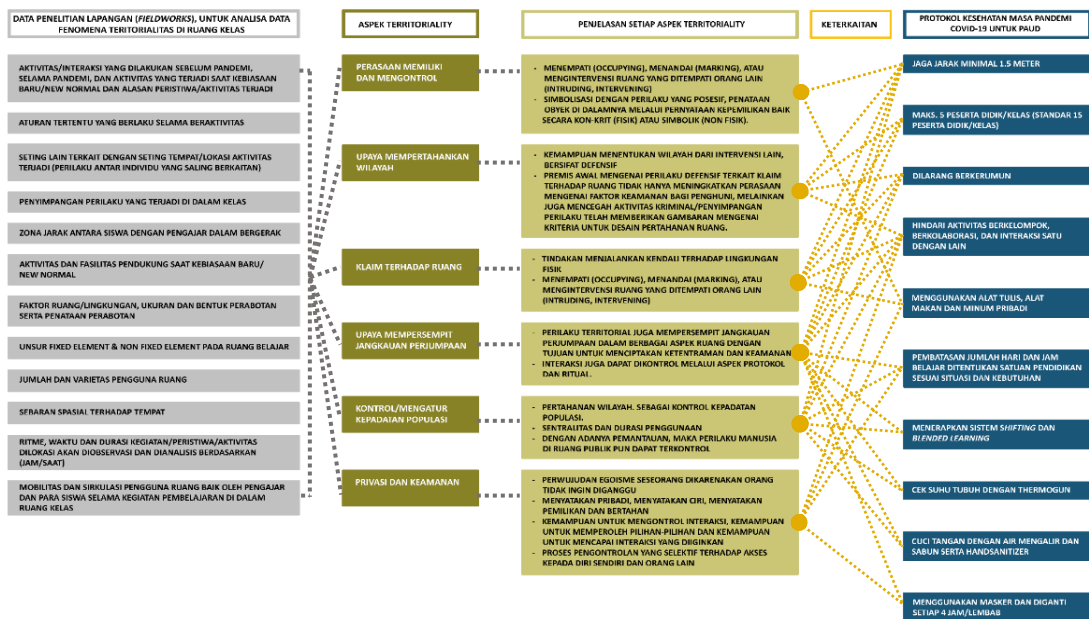 DATA PENELITIAN LAPANGAN (FIELDWORKS), UNTUK ANALISA DATA
FENOMENA TERITORIALITAS DI RUANG KELAS
AKTIVITAS/INTERAKSI YANG DILAKUKAN SEBELUM PANDEMI,
SELAMA PANDEMI, DAN AKTIVITAS YANG TERJADI SAAT KEBIASAAN
BARU/NEW NORMAL DAN ALASAN PERISTIWA/AKTIVITAS TERJADI
ATURAN TERTENTU YANG BERLAKU SELAMA BERAKTIVITAS
SETING LAIN TERKAIT DENGAN SETING TEMPAT/LOKASI AKTIVITAS
TERJADI (PERILAKU ANTAR INDIVIDU YANG SALING BERKAITAN)
PENYIMPANGAN PERILAKU YANG TERJADI DI DALAM KELAS
ZONA JARAK ANTARA SISWA DENGAN PENGAJAR DALAM BERGERAK
AKTIVITAS DAN FASILITAS PENDUKUNG SAAT KEBIASAAN BARU/
NEW NORMAL
FAKTOR RUANG/LINGKUNGAN, UKURAN DAN BENTUK PERABOTAN
SERTA PENATAAN PERABOTAN
UNSUR FIXED ELEMENT & NON FIXED ELEMENT PADA RUANG BELAJAR
JUMLAH DAN VARIETAS PENGGUNA RUANG
SEBARAN SPASIAL TERHADAP TEMPAT
RITME, WAKTU DAN DURASI KEGIATAN/PERISTIWA/AKTIVITAS
DILOKASI AKAN DIOBSERVASI DAN DIANALISIS BERDASARKAN
(JAM/SAAT)
MOBILITAS DAN SIRKULASI PENGGUNA RUANG BAIK OLEH PENGAJAR
DAN PARA SISWA SELAMA KEGIATAN PEMBELAJARAN DI DALAM
RUANG KELAS
ASPEK TERRITORIALITY
PERASAAN MEMILIKI
DAN MENGONTROL
UPAYA MEMPERTAHANKAN
WILAYAH
KLAIM TERHADAP RUANG
UPAYA MEMPERSEMPIT
JANGKAUAN PERJUMPAAN
KONTROL/MENGATUR
KEPADATAN POPULASI
PRIVASI DAN KEAMANAN
PENJELASAN SETIAP ASPEK TERRITORIALITY
- MENEMPATI (OCCUPYING), MENANDAI (MARKING), ATAU
MENGINTERVENSI RUANG YANG DITEMPATI ORANG LAIN
(INTRUDING, INTERVENING)
- SIMBOLISASI DENGAN PERILAKU YANG POSESIF, PENATAAN
OBYEK DI DALAMNYA MELALUI PERNYATAAN KEPEMILIKAN BAIK
SECARA KON-KRIT (FISIK) ATAU SIMBOLIK (NON FISIK).
- KEMAMPUAN MENENTUKAN WILAYAH DARI INTERVENSI LAIN,
BERSIFAT DEFENSIF
- PREMIS AWAL MENGENAI PERILAKU DEFENSIF TERKAIT KLAIM
TERHADAP RUANG TIDAK HANYA MENINGKATKAN PERASAAN
MENGENAI FAKTOR KEAMANAN BAGI PENGHUNI, MELAINKAN
JUGA MENCEGAH AKTIVITAS KRIMINAL/PENYIMPANGAN
PERILAKU TELAH MEMBERIKAN GAMBARAN MENGENAI
KRITERIA UNTUK DESAIN PERTAHANAN RUANG.
- TINDAKAN MENJALANKAN KENDALI TERHADAP LINGKUNGAN
FISIK
- MENEMPATI (OCCUPYING), MENANDAI (MARKING), ATAU
MENGINTERVENSI RUANG YANG DITEMPATI ORANG LAIN
(INTRUDING, INTERVENING)
- PERILAKU TERRITORIAL JUGA MEMPERSEMPIT JANGKAUAN
PERJUMPAAN DALAM BERBAGAI ASPEK RUANG DENGAN
TUJUAN UNTUK MENCIPTAKAN KETENTRAMAN DAN KEAMANAN
- INTERAKSI JUGA DAPAT DIKONTROL MELALUI ASPEK PROTOKOL
DAN RITUAL.
- PERTAHANAN WILAYAH. SEBAGAI KONTROL KEPADATAN
POPULASI.
- SENTRALITAS DAN DURASI PENGGUNAAN
- DENGAN ADANYA PEMANTAUAN, MAKA PERILAKU MANUSIA
DI RUANG PUBLIK PUN DAPAT TERKONTROL
- PERWUJUDAN EGOISME SESEORANG DIKARENAKAN ORANG
TIDAK INGIN DIGANGGU
- MENYATAKAN PRIBADI, MENYATAKAN CIRI, MENYATAKAN
PEMILIKAN DAN BERTAHAN
- KEMAMPUAN UNTUK MENGONTROL INTERAKSI, KEMAMPUAN
UNTUK MEMPEROLEH PILIHAN-PILIHAN DAN KEMAMPUAN
UNTUK MENCAPAI INTERAKSI YANG DIIGINKAN
- PROSES PENGONTROLAN YANG SELEKTIF TERHADAP AKSES
KEPADA DIRI SENDIRI DAN ORANG LAIN
KETERKAITAN
PROTOKOL KESEHATAN MASA PANDEMI
COVID-19 UNTUK PAUD
JAGA JARAK MINIMAL 1.5 METER
MAKS. 5 PESERTA DIDIK/KELAS (STANDAR 15
PESERTA DIDIK/KELAS)
DILARANG BERKERUMUN
HINDARI AKTIVITAS BERKELOMPOK,
BERKOLABORASI, DAN INTERAKSI SATU
DENGAN LAIN
MENGGUNAKAN ALAT TULIS, ALAT
MAKAN DAN MINUM PRIBADI
PEMBATASAN JUMLAH HARI DAN JAM
BELAJAR DITENTUKAN SATUAN PENDIDIKAN
SESUAI SITUASI DAN KEBUTUHAN
MENERAPKAN SISTEM SHIFTING DAN
BLENDED LEARNING
CEK SUHU TUBUH DENGAN THERMOGUN
CUCI TANGAN DENGAN AIR MENGALIR DAN
SABUN SERTA HANDSANITIZER
MENGGUNAKAN MASKER DAN DIGANTI
SETIAP 4 JAM/LEMBAB